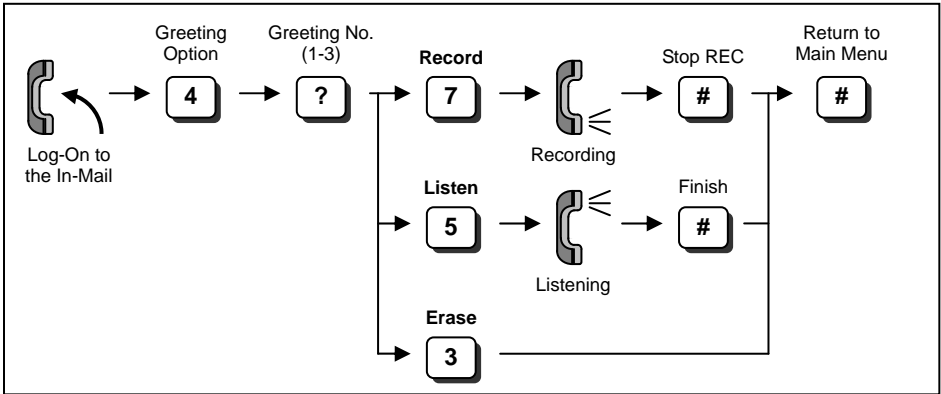 Greeting
Option
4
Greeting No.
(1-3)
?
Log-On to
the In-Mail
Record
7
Recording
Stop REC
#
Return to
Main Menu
#
Listen
5
Listening
Finish
#
Erase
3